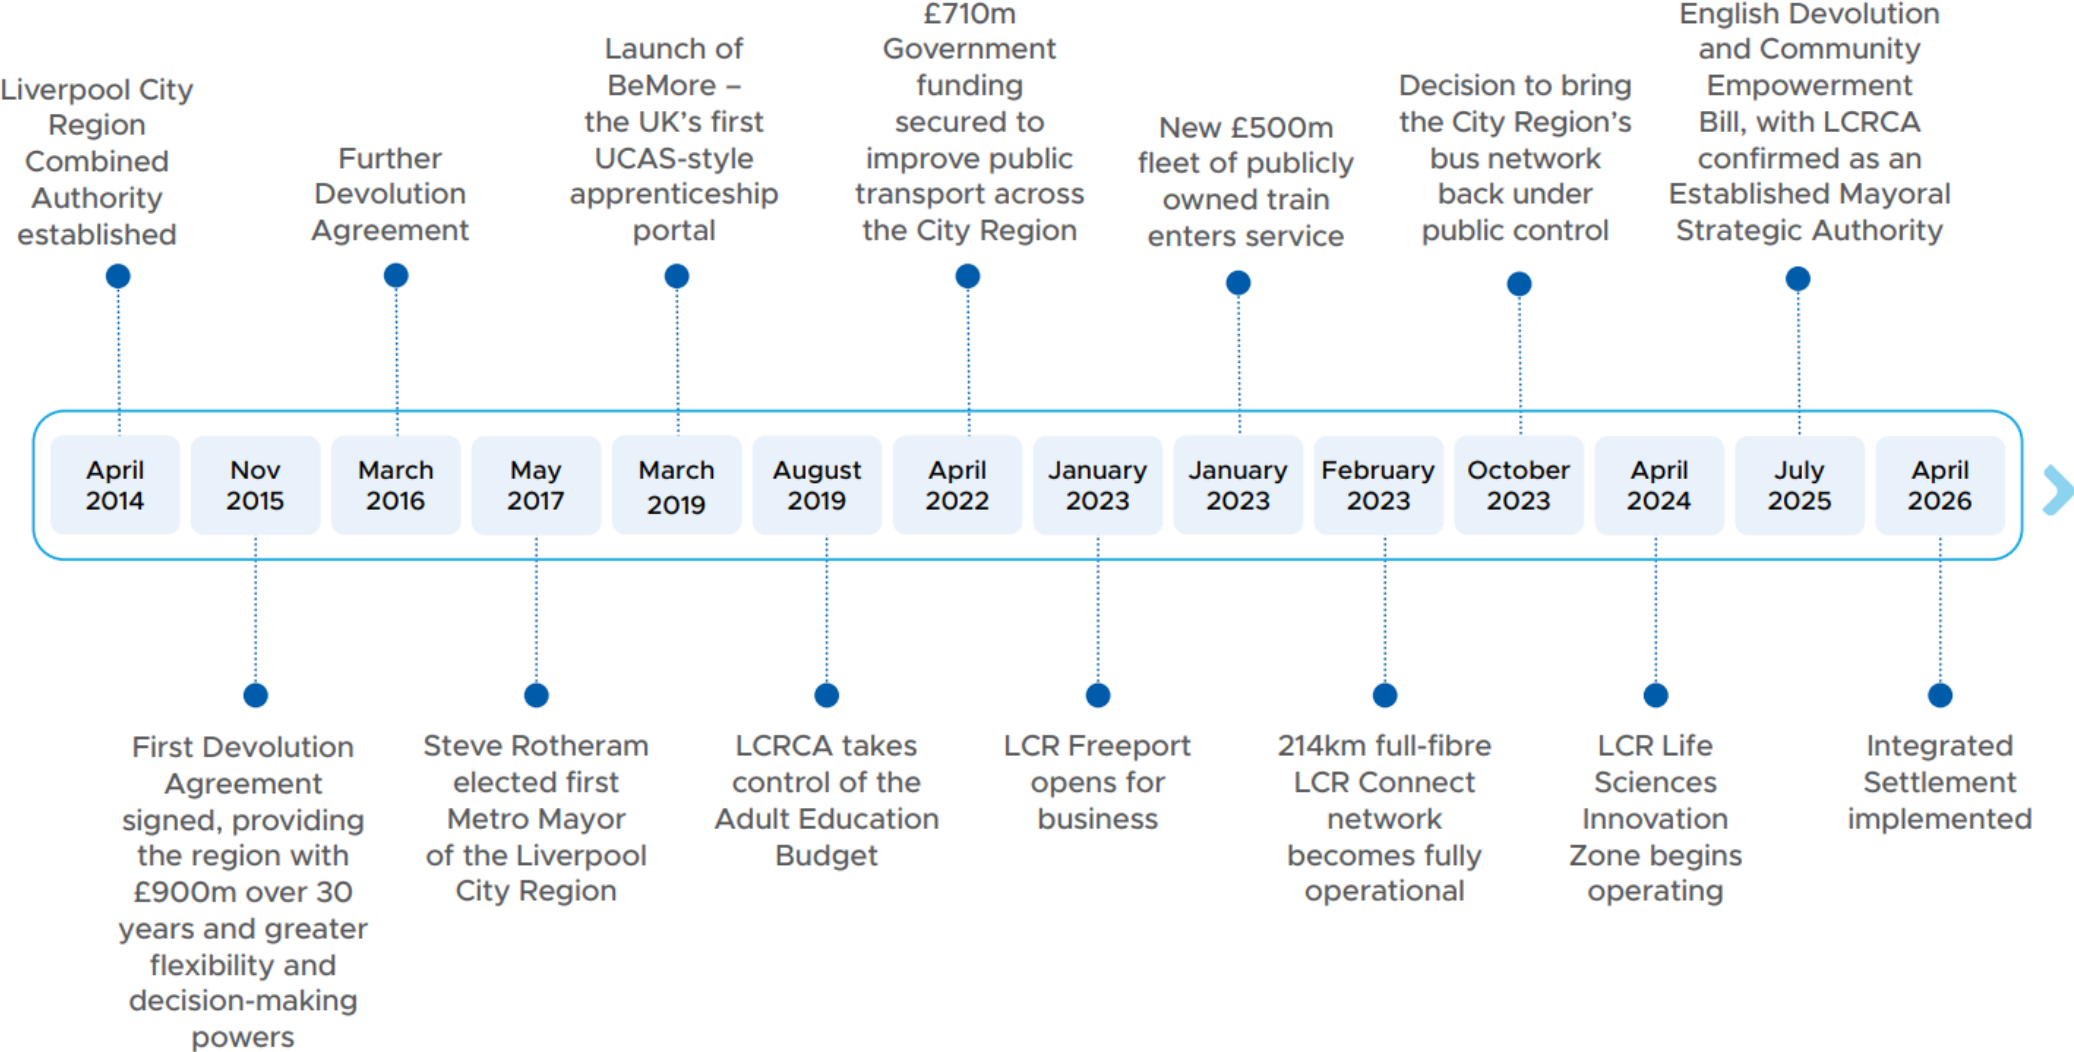 Liverpool City
Region
Combined
Authority
established
Further
Devolution
Agreement
Launch of
BeMore –
the UK's first
UCAS-style
apprenticeship
portal
£710m
Government
funding
secured to
improve public
transport across
the City Region
New £500m
fleet of publicly
owned train
enters service
Decision to bring
the City Region's
bus network
back under
public control
English Devolution
and Community
Empowerment
Bill, with LCRCA
confirmed as an
Established Mayoral
Strategic Authority
April
2014
Nov
2015
March
2016
May
2017
March
2019
August
2019
April
2022
January
2023
January
2023
February
2023
October
2023
April
2024
July
2025
April
2026
First Devolution
Agreement
signed, providing
the region with
£900m over 30
years and greater
flexibility and
decision-making
powers
Steve Rotheram
elected first
Metro Mayor
of the Liverpool
City Region
LCRCA takes
control of the
Adult Education
Budget
LCR Freeport
opens for
business
214km full-fibre
LCR Connect
network
becomes fully
operational
LCR Life
Sciences
Innovation
Zone begins
operating
Integrated
Settlement
implemented